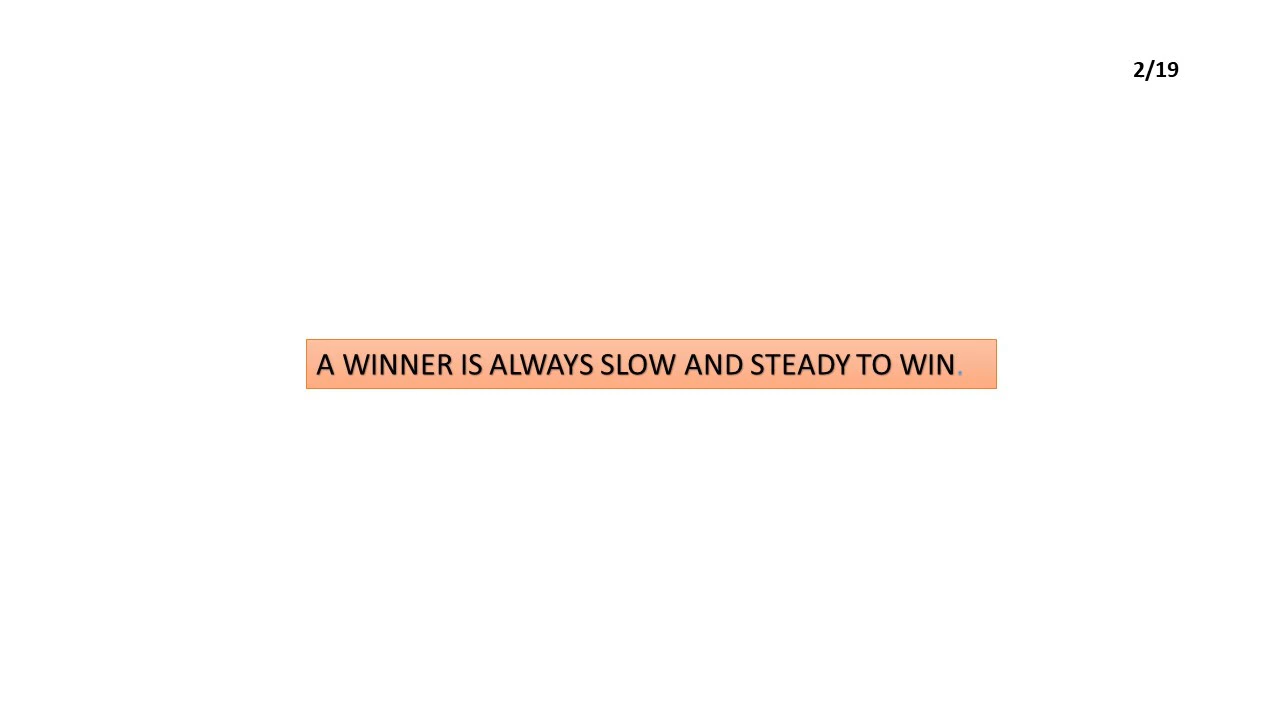 2/19
A WINNER IS ALWAYS SLOW AND STEADY TO WIN.